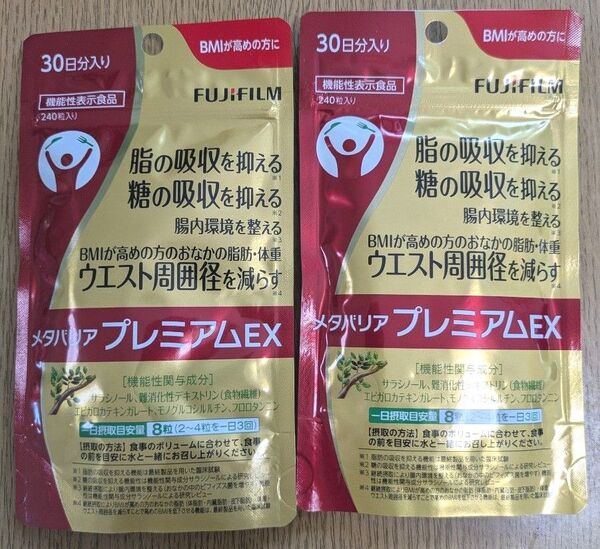 30日分入り
BMIが高めの方に
機能性表示食品
FUJIFILM
240粒入り
脂の吸収を抑える
※1
糖の吸収を抑える
※2
腸内環境を整える
※3
BMIが高めの方のおなかの脂肪・体重
ウエスト周囲径を減らす
※4
メタバリア プレミアムEX
[機能性関与成分]
サラシノール、難消化性デキストリン(食物繊維)
エピガロカテキンガレート、モノグルコシルルチン、フロロタンニン
一日摂取目安量 8粒(2~4粒を一日3回)
【摂取の方法】食事のボリュームに合わせて、食事
の前を目安に水と一緒にお召し上がりください。
30日分入り
BMIが高めの方に
機能性表示食品
FUJIFILM
240粒入り
脂の吸収を抑える
※1
糖の吸収を抑える
※2
腸内環境を整える
※3
BMIが高めの方のおなかの脂肪・体重
ウエスト周囲径を減らす
※4
メタバリア プレミアムEX
[機能性関与成分]
サラシノール、難消化性デキストリン(食物繊維)
エピガロカテキンガレート、モノグルコシルルチン、フロロタンニン
一日摂取目安量 8粒(2~4粒を一日3回)
【摂取の方法】食事のボリュームに合わせて、食事
の前を目安に水と一緒にお召し上がりください。